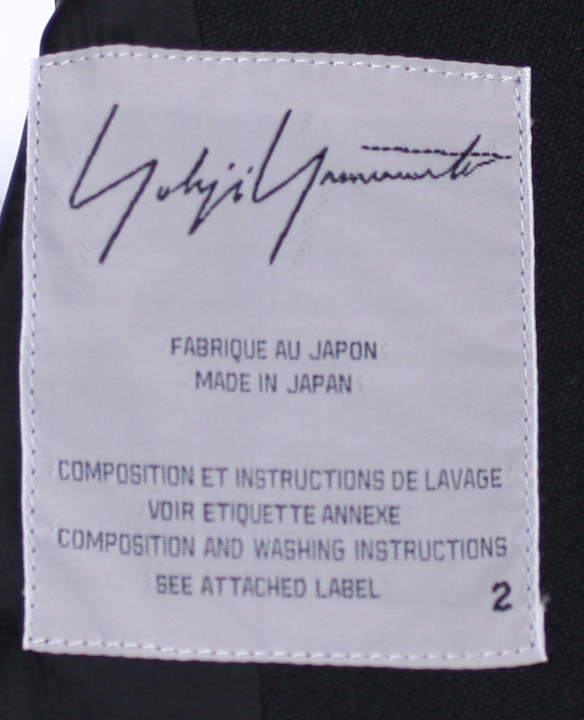 Yohji Yamamoto
FABRIQUE AU JAPON
MADE IN JAPAN
COMPOSITION ET INSTRUCTIONS DE LAVAGE
VOIR ETIQUETTE ANNEXE
COMPOSITION AND WASHING INSTRUCTIONS
SEE ATTACHED LABEL
2